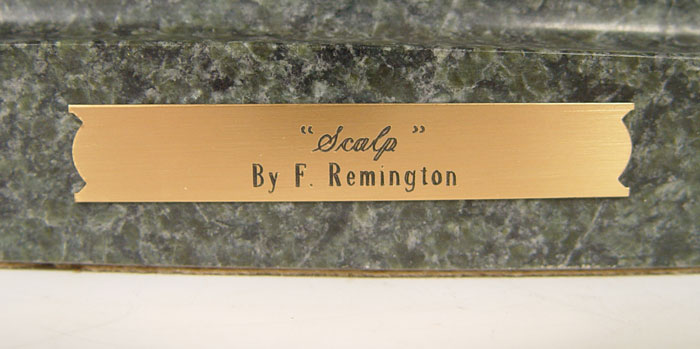 "Scalp"
By F. Remington